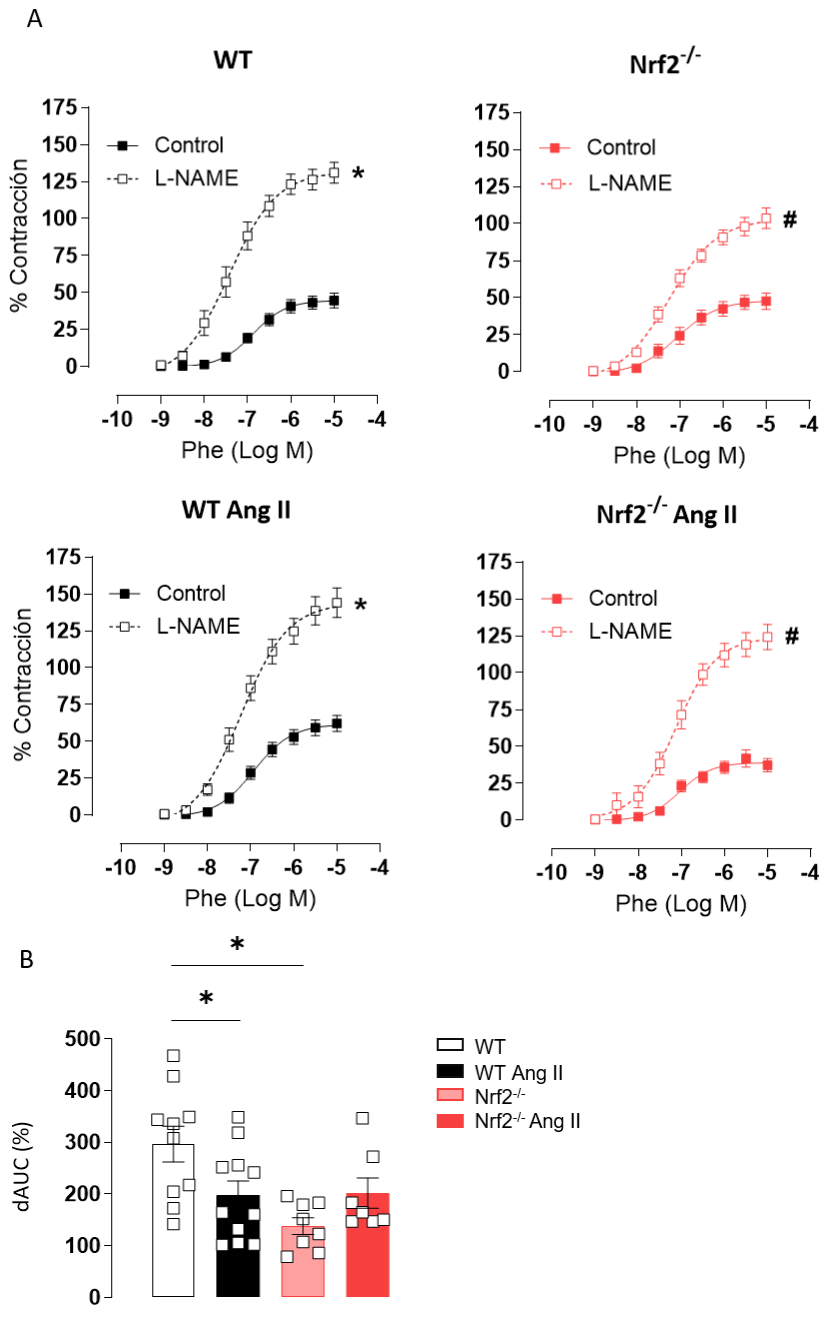 A
WT
175
150
125
100
75
50
25
0
% Contracción
Control
L-NAME
*
-10 -9 -8 -7 -6 -5 -4
Phe (Log M)
Nrf2-/-
175
150
125
100
75
50
25
0
Control
L-NAME
#
-10 -9 -8 -7 -6 -5 -4
Phe (Log M)
WT Ang II
175
150
125
100
75
50
25
0
% Contracción
Control
L-NAME
*
-10 -9 -8 -7 -6 -5 -4
Phe (Log M)
Nrf2-/- Ang II
175
150
125
100
75
50
25
0
Control
L-NAME
#
-10 -9 -8 -7 -6 -5 -4
Phe (Log M)
B
*
*
500
400
300
200
100
0
dAUC (%)
WT
WT Ang II
Nrf2-/-
Nrf2-/- Ang II